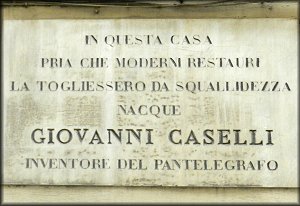 IN QUESTA CASA
PRIA CHE MODERNI RESTAURI
LA TOGLIESSERO DA SQUALLIDEZZA
NACQUE
GIOVANNI CASELLI
INVENTORE DEL PANTELEGRAFO